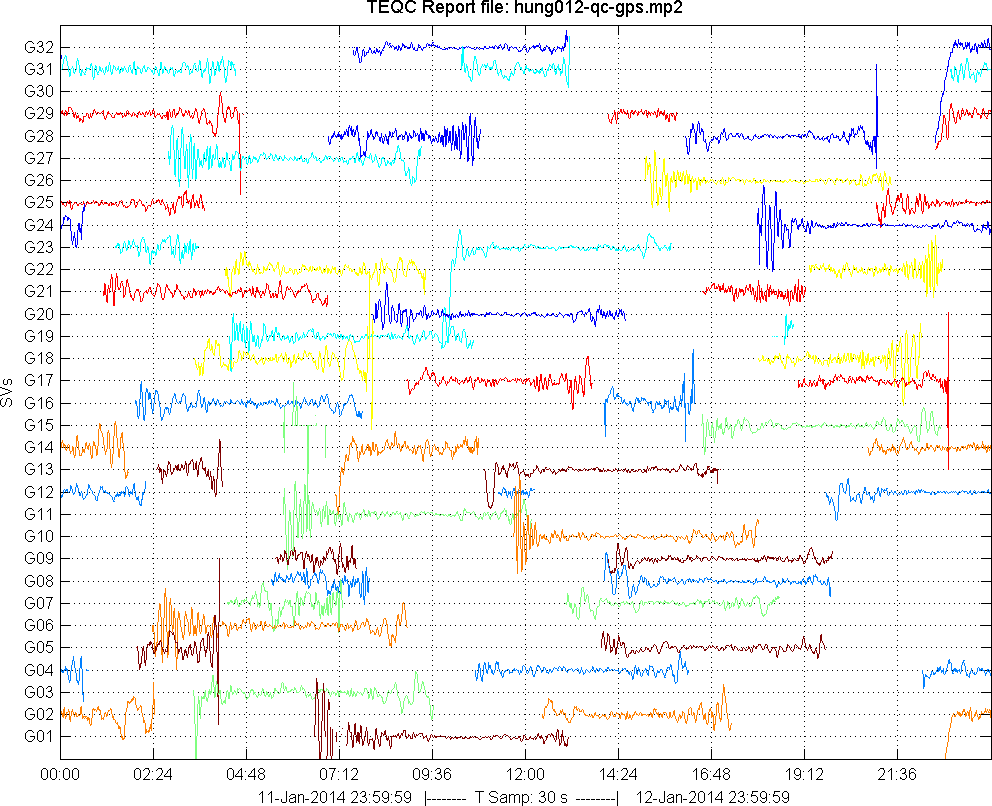 TEQC Report file: hung012-qc-gps.mp2
SVs
G32
G31
G30
G29
G28
G27
G26
G25
G24
G23
G22
G21
G20
G19
G18
G17
G16
G15
G14
G13
G12
G11
G10
G09
G08
G07
G06
G05
G04
G03
G02
G01
00:00 02:24 04:48 07:12 09:36 12:00 14:24 16:48 19:12 21:36
11-Jan-2014 23:59:59 |-------- T Samp: 30 s --------| 12-Jan-2014 23:59:59